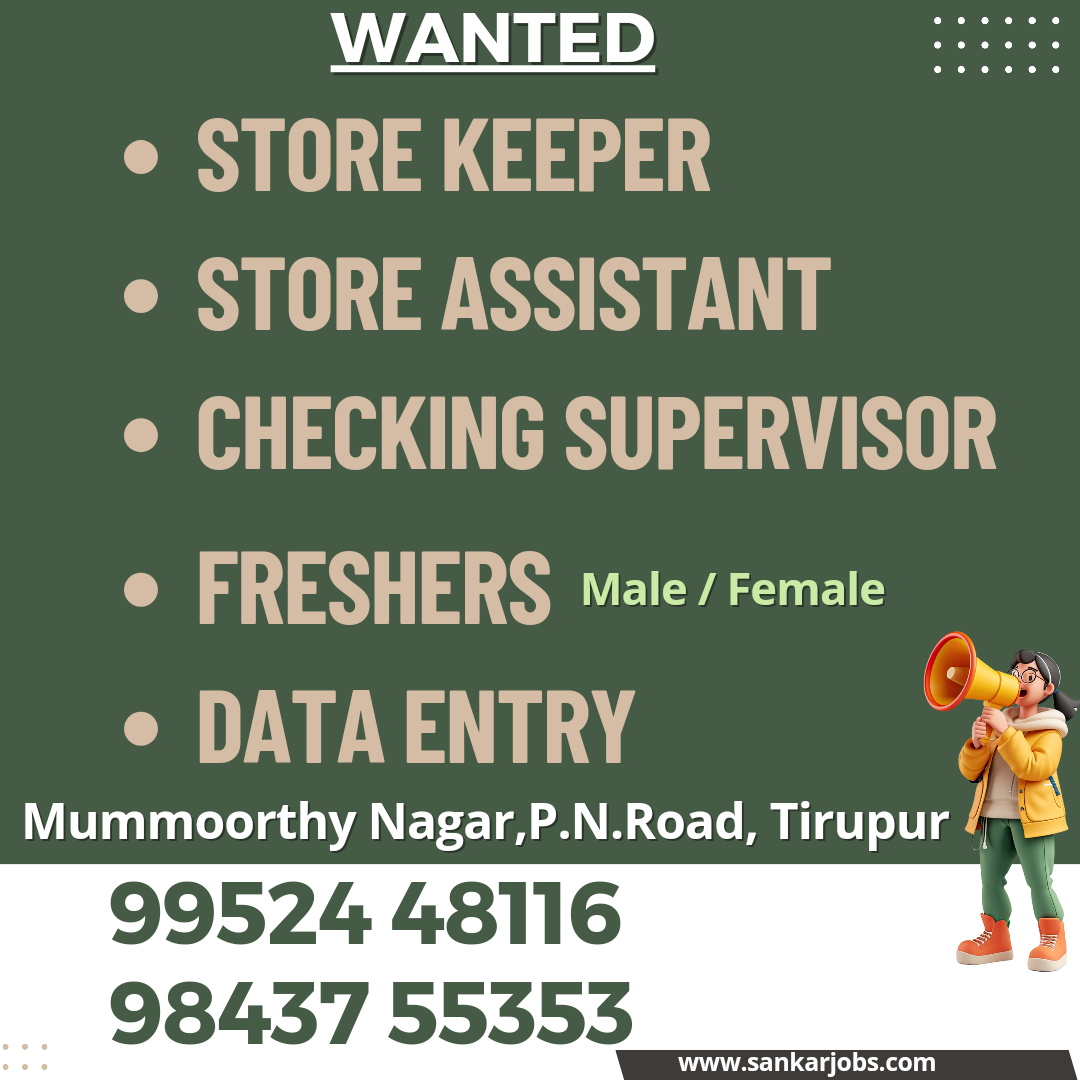 WANTED
STORE KEEPER
STORE ASSISTANT
CHECKING SUPERVISOR
FRESHERS Male / Female
DATA ENTRY
Mummoorthy Nagar,P.N.Road, Tirupur
99524 48116
98437 55353
www.sankarjobs.com